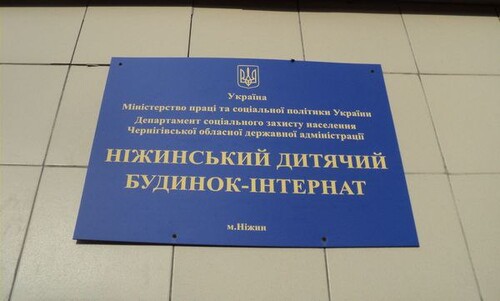 Україна
Міністерство праці та соціальної політики України
Департамент соціального захисту населення
Чернігівської обласної державної адміністрації
НІЖИНСЬКИЙ ДИТЯЧИЙ
БУДИНОК-ІНТЕРНАТ
м.Ніжин